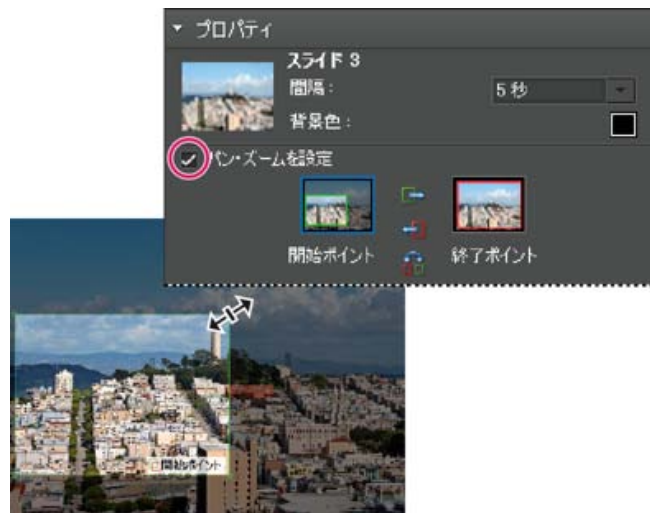 プロパティ
スライド 3
間隔： 5 秒
背景色：
パン・ズームを設定
開始ポイント 終了ポイント
開始ポイント